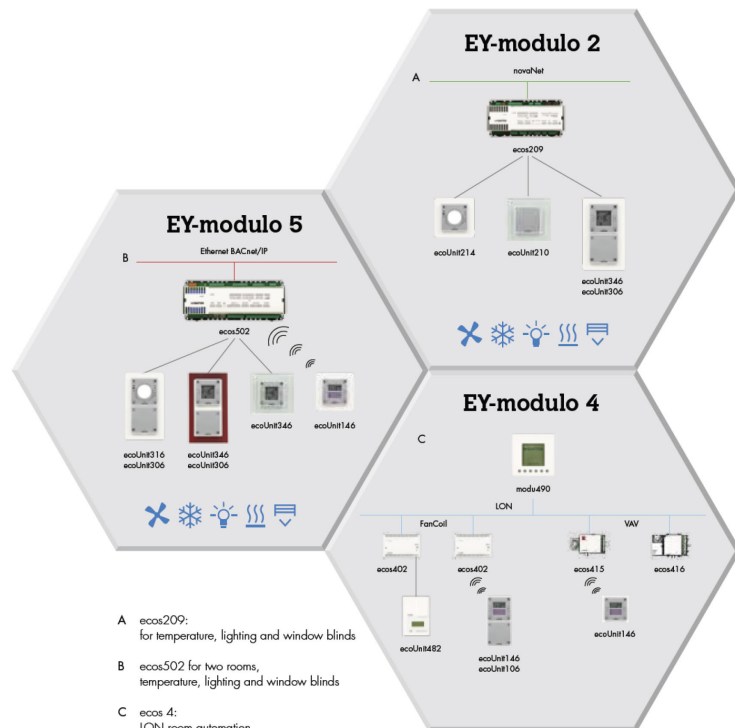 EY-modulo 2
A
novaNet
ecos209
ecoUnit214
ecoUnit210
ecoUnit346
ecoUnit306
EY-modulo 5
Ethernet BACnet/IP
B
ecos502
ecoUnit316
ecoUnit306
ecoUnit346
ecoUnit306
ecoUnit346
ecoUnit146
EY-modulo 4
C
modu490
LON
FanCoil
VAV
ecos402
ecos402
ecos415
ecos416
ecoUnit482
ecoUnit146
ecoUnit106
ecoUnit146
A ecos209:
for temperature, lighting and window blinds
B ecos502 for two rooms,
temperature, lighting and window blinds
C ecos 4:
LON room automation